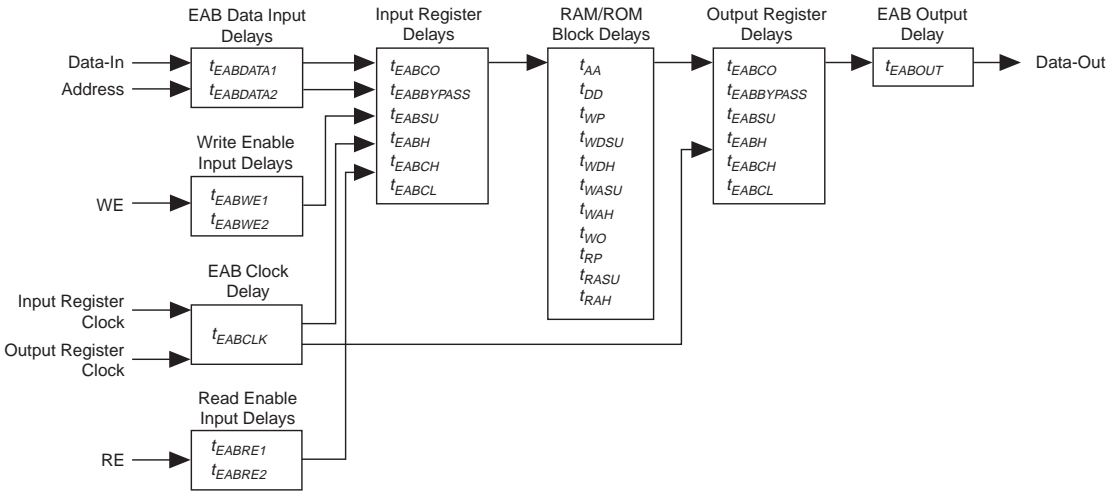 EAB Data Input
Delays
Data-In
Address
tEABDATA1
tEABDATA2
Write Enable
Input Delays
WE
tEABWE1
tEABWE2
EAB Clock
Delay
Input Register
Clock
Output Register
Clock
tEABCLK
Read Enable
Input Delays
RE
tEABRE1
tEABRE2
Input Register
Delays
tEABCO
tEABBYPASS
tEABSU
tEABH
tEABCH
tEABCL
RAM/ROM
Block Delays
tAA
tDD
tWP
tWDSU
tWDH
tWASU
tWAH
tWO
tRP
tRASU
tRAH
Output Register
Delays
tEABCO
tEABBYPASS
tEABSU
tEABH
tEABCH
tEABCL
EAB Output
Delay
tEABOUT
Data-Out